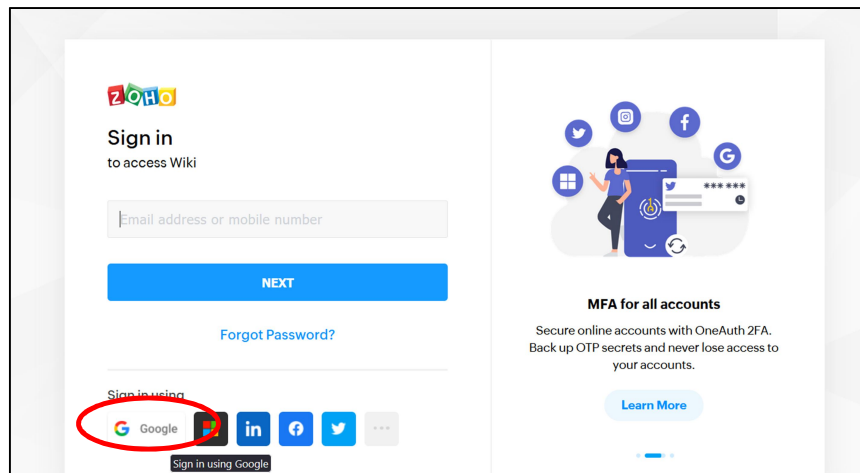 ZOHO
Sign in
to access Wiki
Email address or mobile number
NEXT
Forgot Password?
Sign in using
G Google
in
f
Sign in using Google
f
G
*** ***
MFA for all accounts
Secure online accounts with OneAuth 2FA.
Back up OTP secrets and never lose access to
your accounts.
Learn More